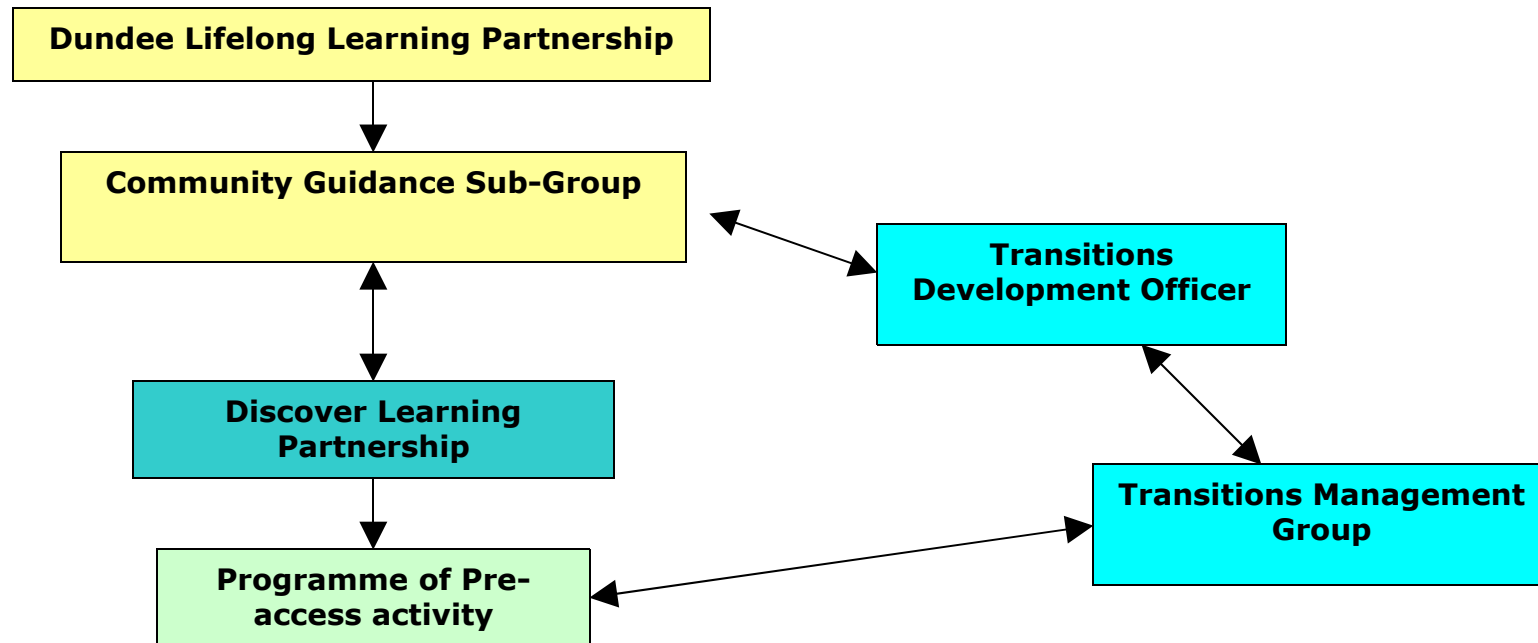 Dundee Lifelong Learning Partnership
Community Guidance Sub-Group
Transitions
Development Officer
Discover Learning
Partnership
Transitions Management
Group
Programme of Pre-
access activity